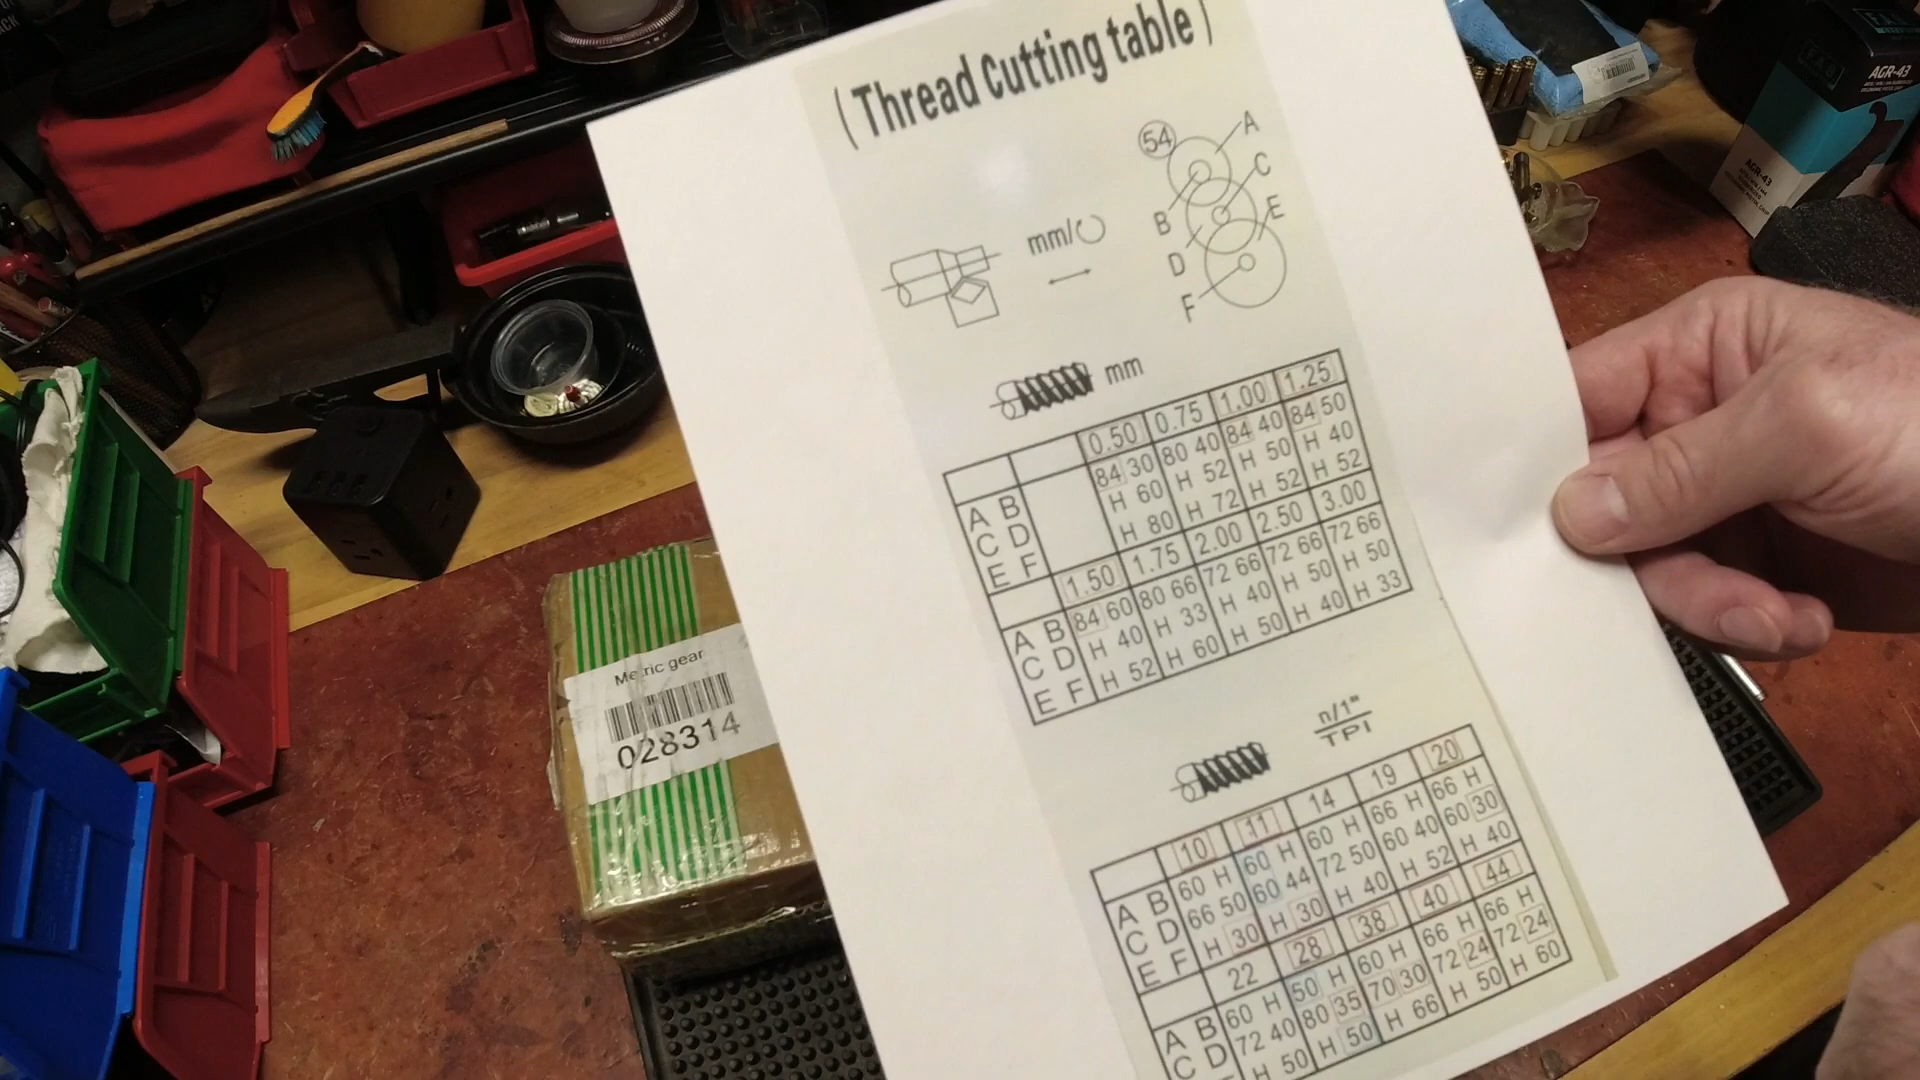 (Thread Cutting table)
54
A
C
B
E
D
F
mm/
mm
0.50 0.75 1.00 1.25
A B 84 30 80 40 84 40 84 50
C D H 60 H 52 H 50 H 40
E F H 80 H 72 H 52 H 52
1.50 1.75 2.00 2.50 3.00
A B 84 60 80 66 72 66 72 66 72 66
C D H 40 H 33 H 40 H 50 H 50
E F H 52 H 60 H 50 H 40 H 33
n/1"
TPI
10 11 14 19 20
A B 60 H 60 H 60 H 66 H 66 H
C D 66 50 60 44 72 50 60 40 60 30
E F H 30 H 30 H 40 H 52 H 40
22 28 38 40 44
A B 60 H 50 H 60 H 66 H 66 H
C D 72 40 80 35 70 30 72 24 72 24
H 50 H 50 H 66 H 50 H 60
Metric gear
028314
F.A.B.
AGR-43
AGR-43